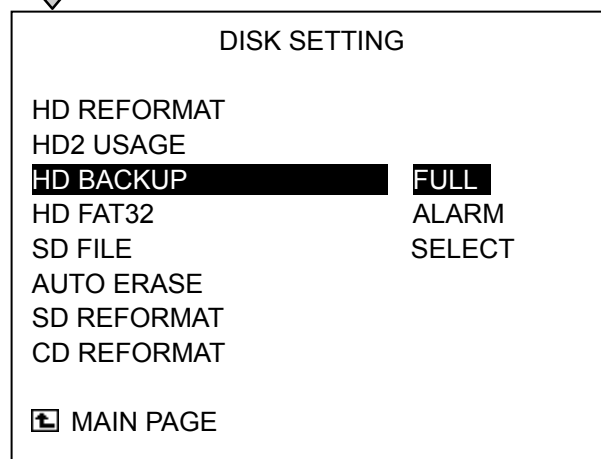 DISK SETTING
HD REFORMAT
HD2 USAGE
HD BACKUP FULL
HD FAT32 ALARM
SD FILE SELECT
AUTO ERASE
SD REFORMAT
CD REFORMAT
MAIN PAGE